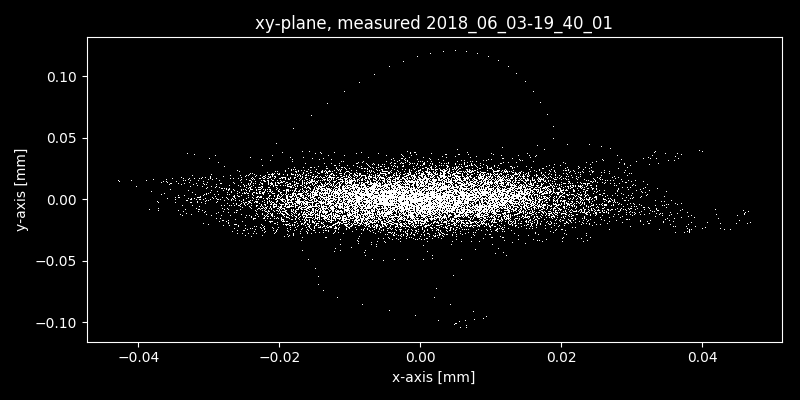 xy-plane, measured 2018_06_03-19_40_01
y-axis [mm]
0.10
0.05
0.00
−0.05
−0.10
−0.04 −0.02 0.00 0.02 0.04
x-axis [mm]